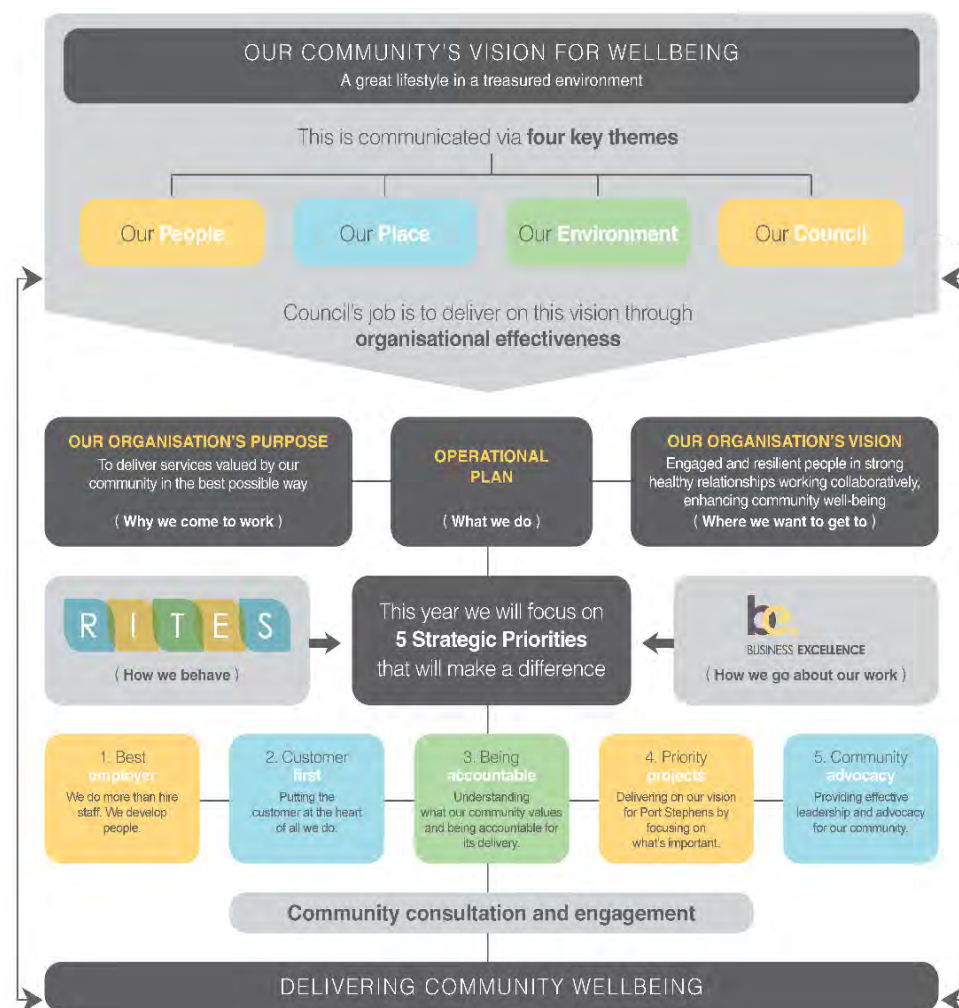 OUR COMMUNITY'S VISION FOR WELLBEING
A great lifestyle in a treasured environment
This is communicated via four key themes
Our People
Our Place
Our Environment
Our Council
Council's job is to deliver on this vision through
organisational effectiveness
OUR ORGANISATION'S PURPOSE
To deliver services valued by our
community in the best possible way
( Why we come to work )
OPERATIONAL
PLAN
( What we do )
OUR ORGANISATION'S VISION
Engaged and resilient people in strong
healthy relationships working collaboratively,
enhancing community well-being
( Where we want to get to )
R I T E S
( How we behave )
This year we will focus on
5 Strategic Priorities
that will make a difference
be.
BUSINESS EXCELLENCE
( How we go about our work )
1. Best
employer
We do more than hire
staff. We develop
people.
2. Customer
first
Putting the
customer at the heart
of all we do.
3. Being
accountable
Understanding
what our community values
and being accountable for
its delivery.
4. Priority
projects
Delivering on our vision
for Port Stephens by
focusing on
what's important.
5. Community
advocacy
Providing effective
leadership and advocacy
for our community.
Community consultation and engagement
DELIVERING COMMUNITY WELLBEING